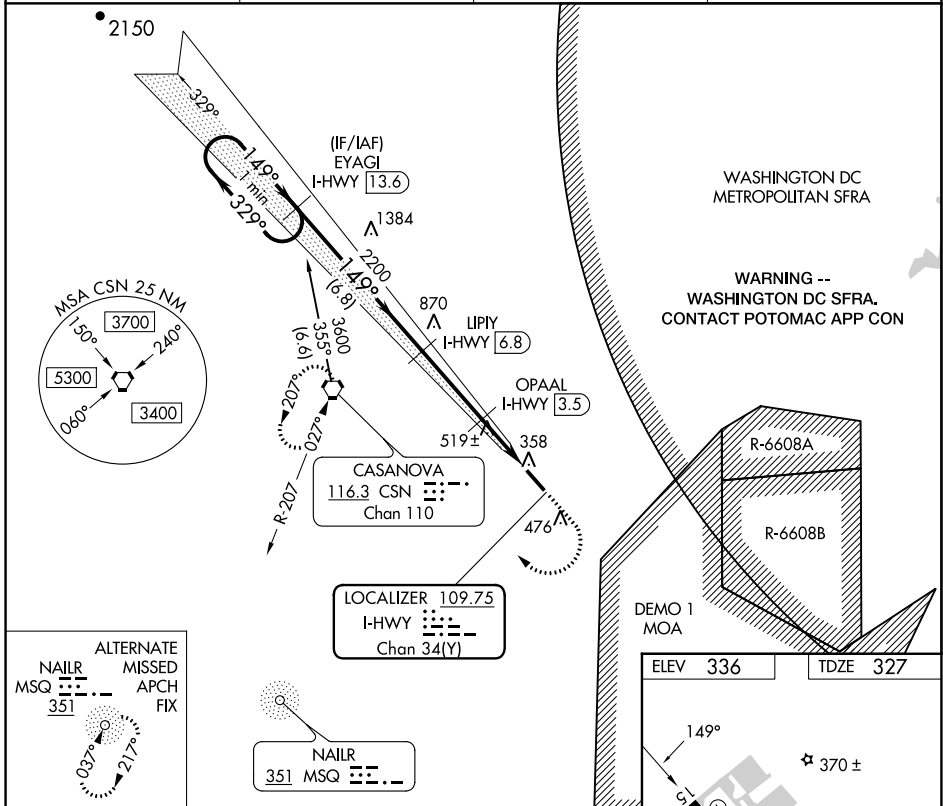 2150
329°
149°
1 min
329°
(IF/IAF)
EYAGI
I-HWY 13.6
1384
2200
149°
(6.8)
870
LIPIY
I-HWY 6.8
OPAAL
I-HWY 3.5
519±
358
476
3600
355°
(6.6)
207°
027°
R-207
MSA CSN 25 NM
150°
3700
240°
5300
060°
3400
CASANOVA
116.3 CSN
Chan 110
LOCALIZER 109.75
I-HWY
Chan 34(Y)
WASHINGTON DC
METROPOLITAN SFRA
WARNING --
WASHINGTON DC SFRA.
CONTACT POTOMAC APP CON
R-6608A
R-6608B
DEMO 1
MOA
ALTERNATE
MISSED
APCH
FIX
NAILR
MSQ
351
037°
217°
NAILR
351 MSQ
ELEV 336
TDZE 327
149°
370 ±
15